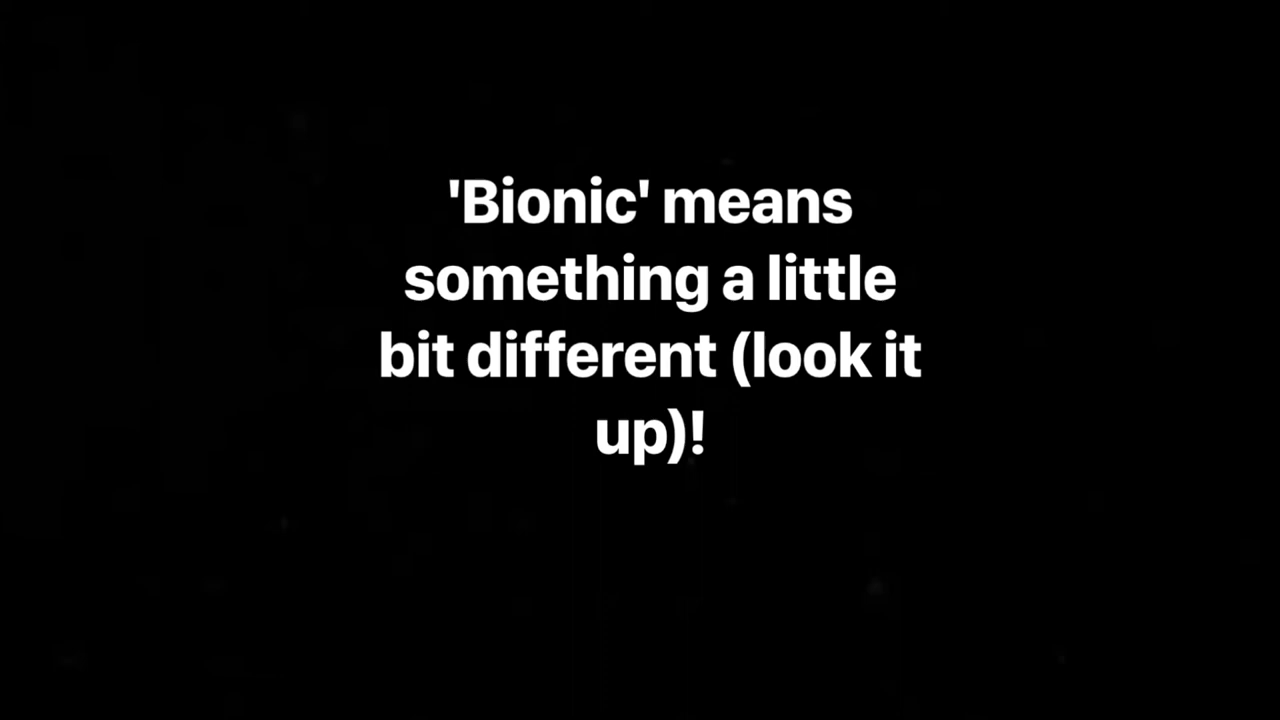 'Bionic' means
something a little
bit different (look it
up)!